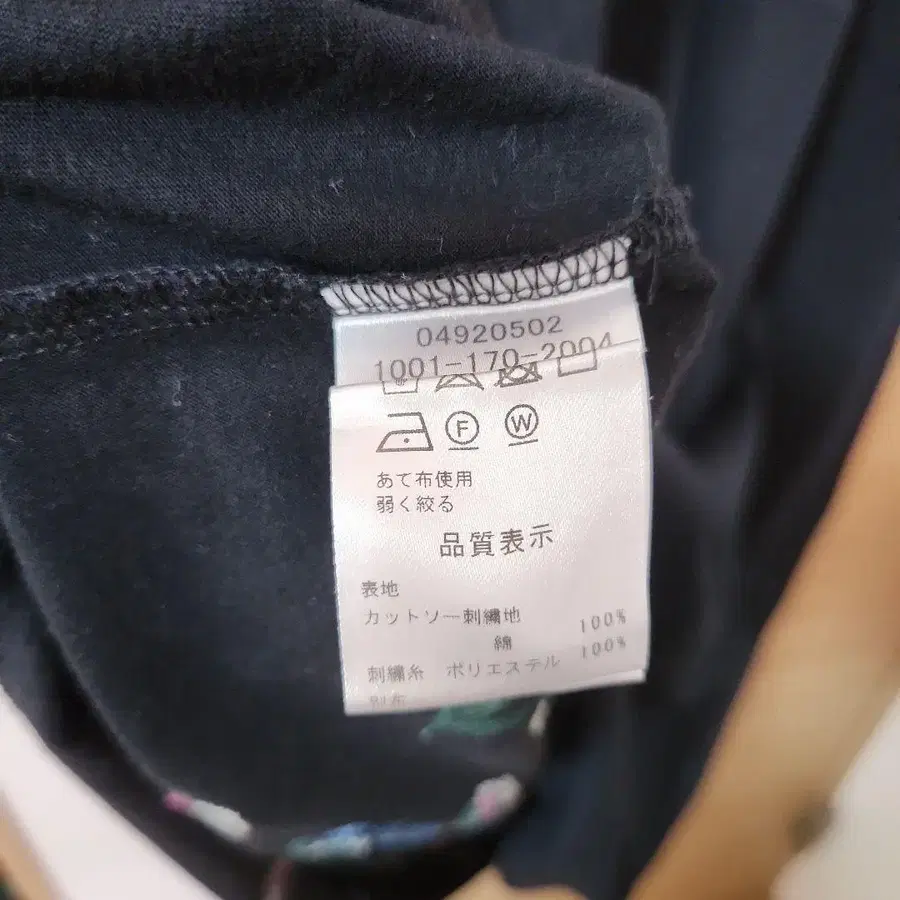 04920502
1001-170-2004
F W
あて布使用
弱く絞る
品質表示
表地
カットソー刺繍地
綿 100%
刺繍糸 ポリエステル 100%
別布